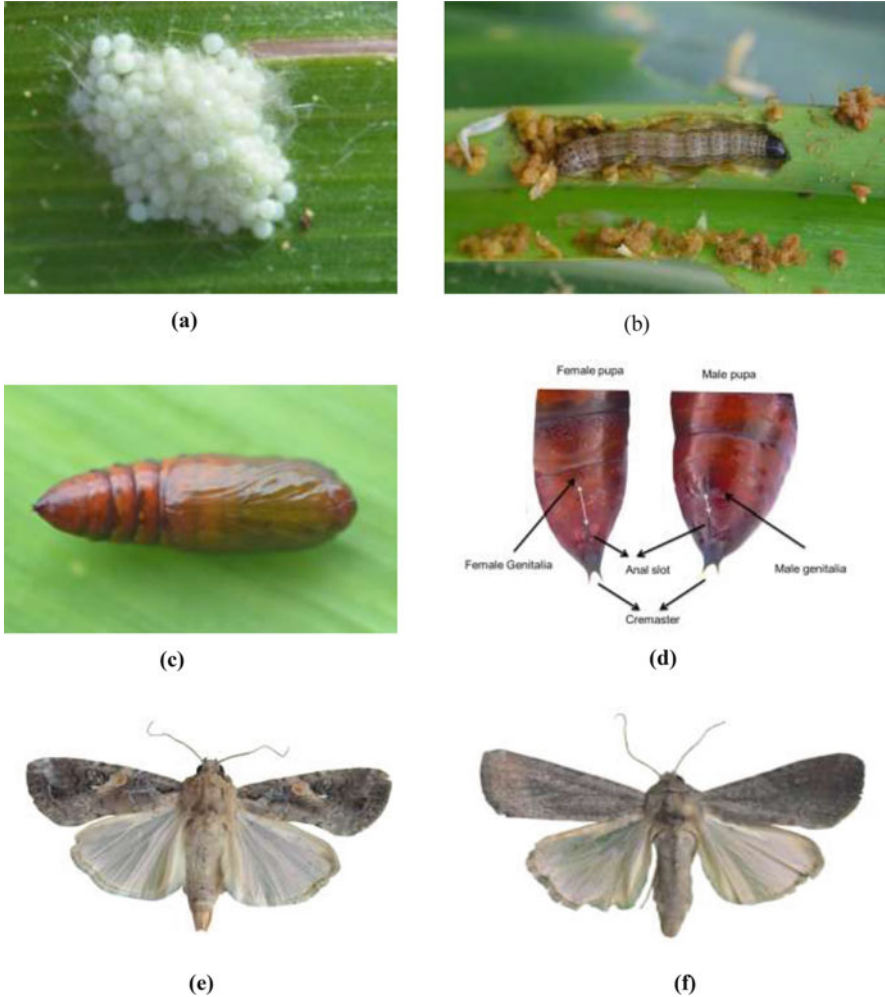 (a)
(b)
Female pupa
Male pupa
Female Genitalia
Anal slot
Male genitalia
Cremaster
(c)
(d)
(e)
(f)